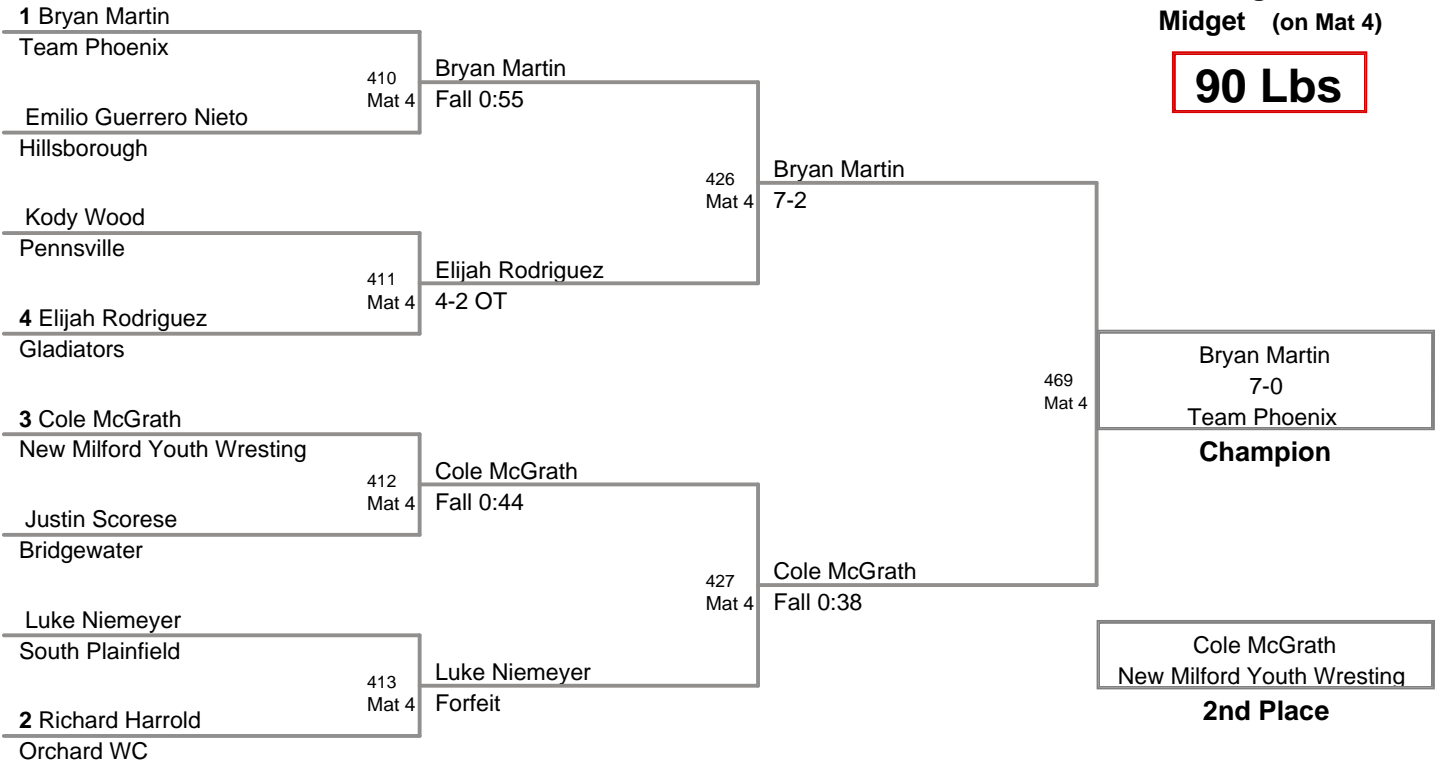 1 Bryan Martin
Team Phoenix
410
Mat 4
Emilio Guerrero Nieto
Hillsborough
Bryan Martin
Fall 0:55
Kody Wood
Pennsville
411
Mat 4
4 Elijah Rodriguez
Gladiators
Elijah Rodriguez
4-2 OT
426
Mat 4
Bryan Martin
7-2
3 Cole McGrath
New Milford Youth Wresting
412
Mat 4
Justin Scorese
Bridgewater
Cole McGrath
Fall 0:44
Luke Niemeyer
South Plainfield
413
Mat 4
2 Richard Harrold
Orchard WC
Luke Niemeyer
Forfeit
427
Mat 4
Cole McGrath
Fall 0:38
469
Mat 4
Midget (on Mat 4)
90 Lbs
Bryan Martin
7-0
Team Phoenix
Champion
Cole McGrath
New Milford Youth Wresting
2nd Place